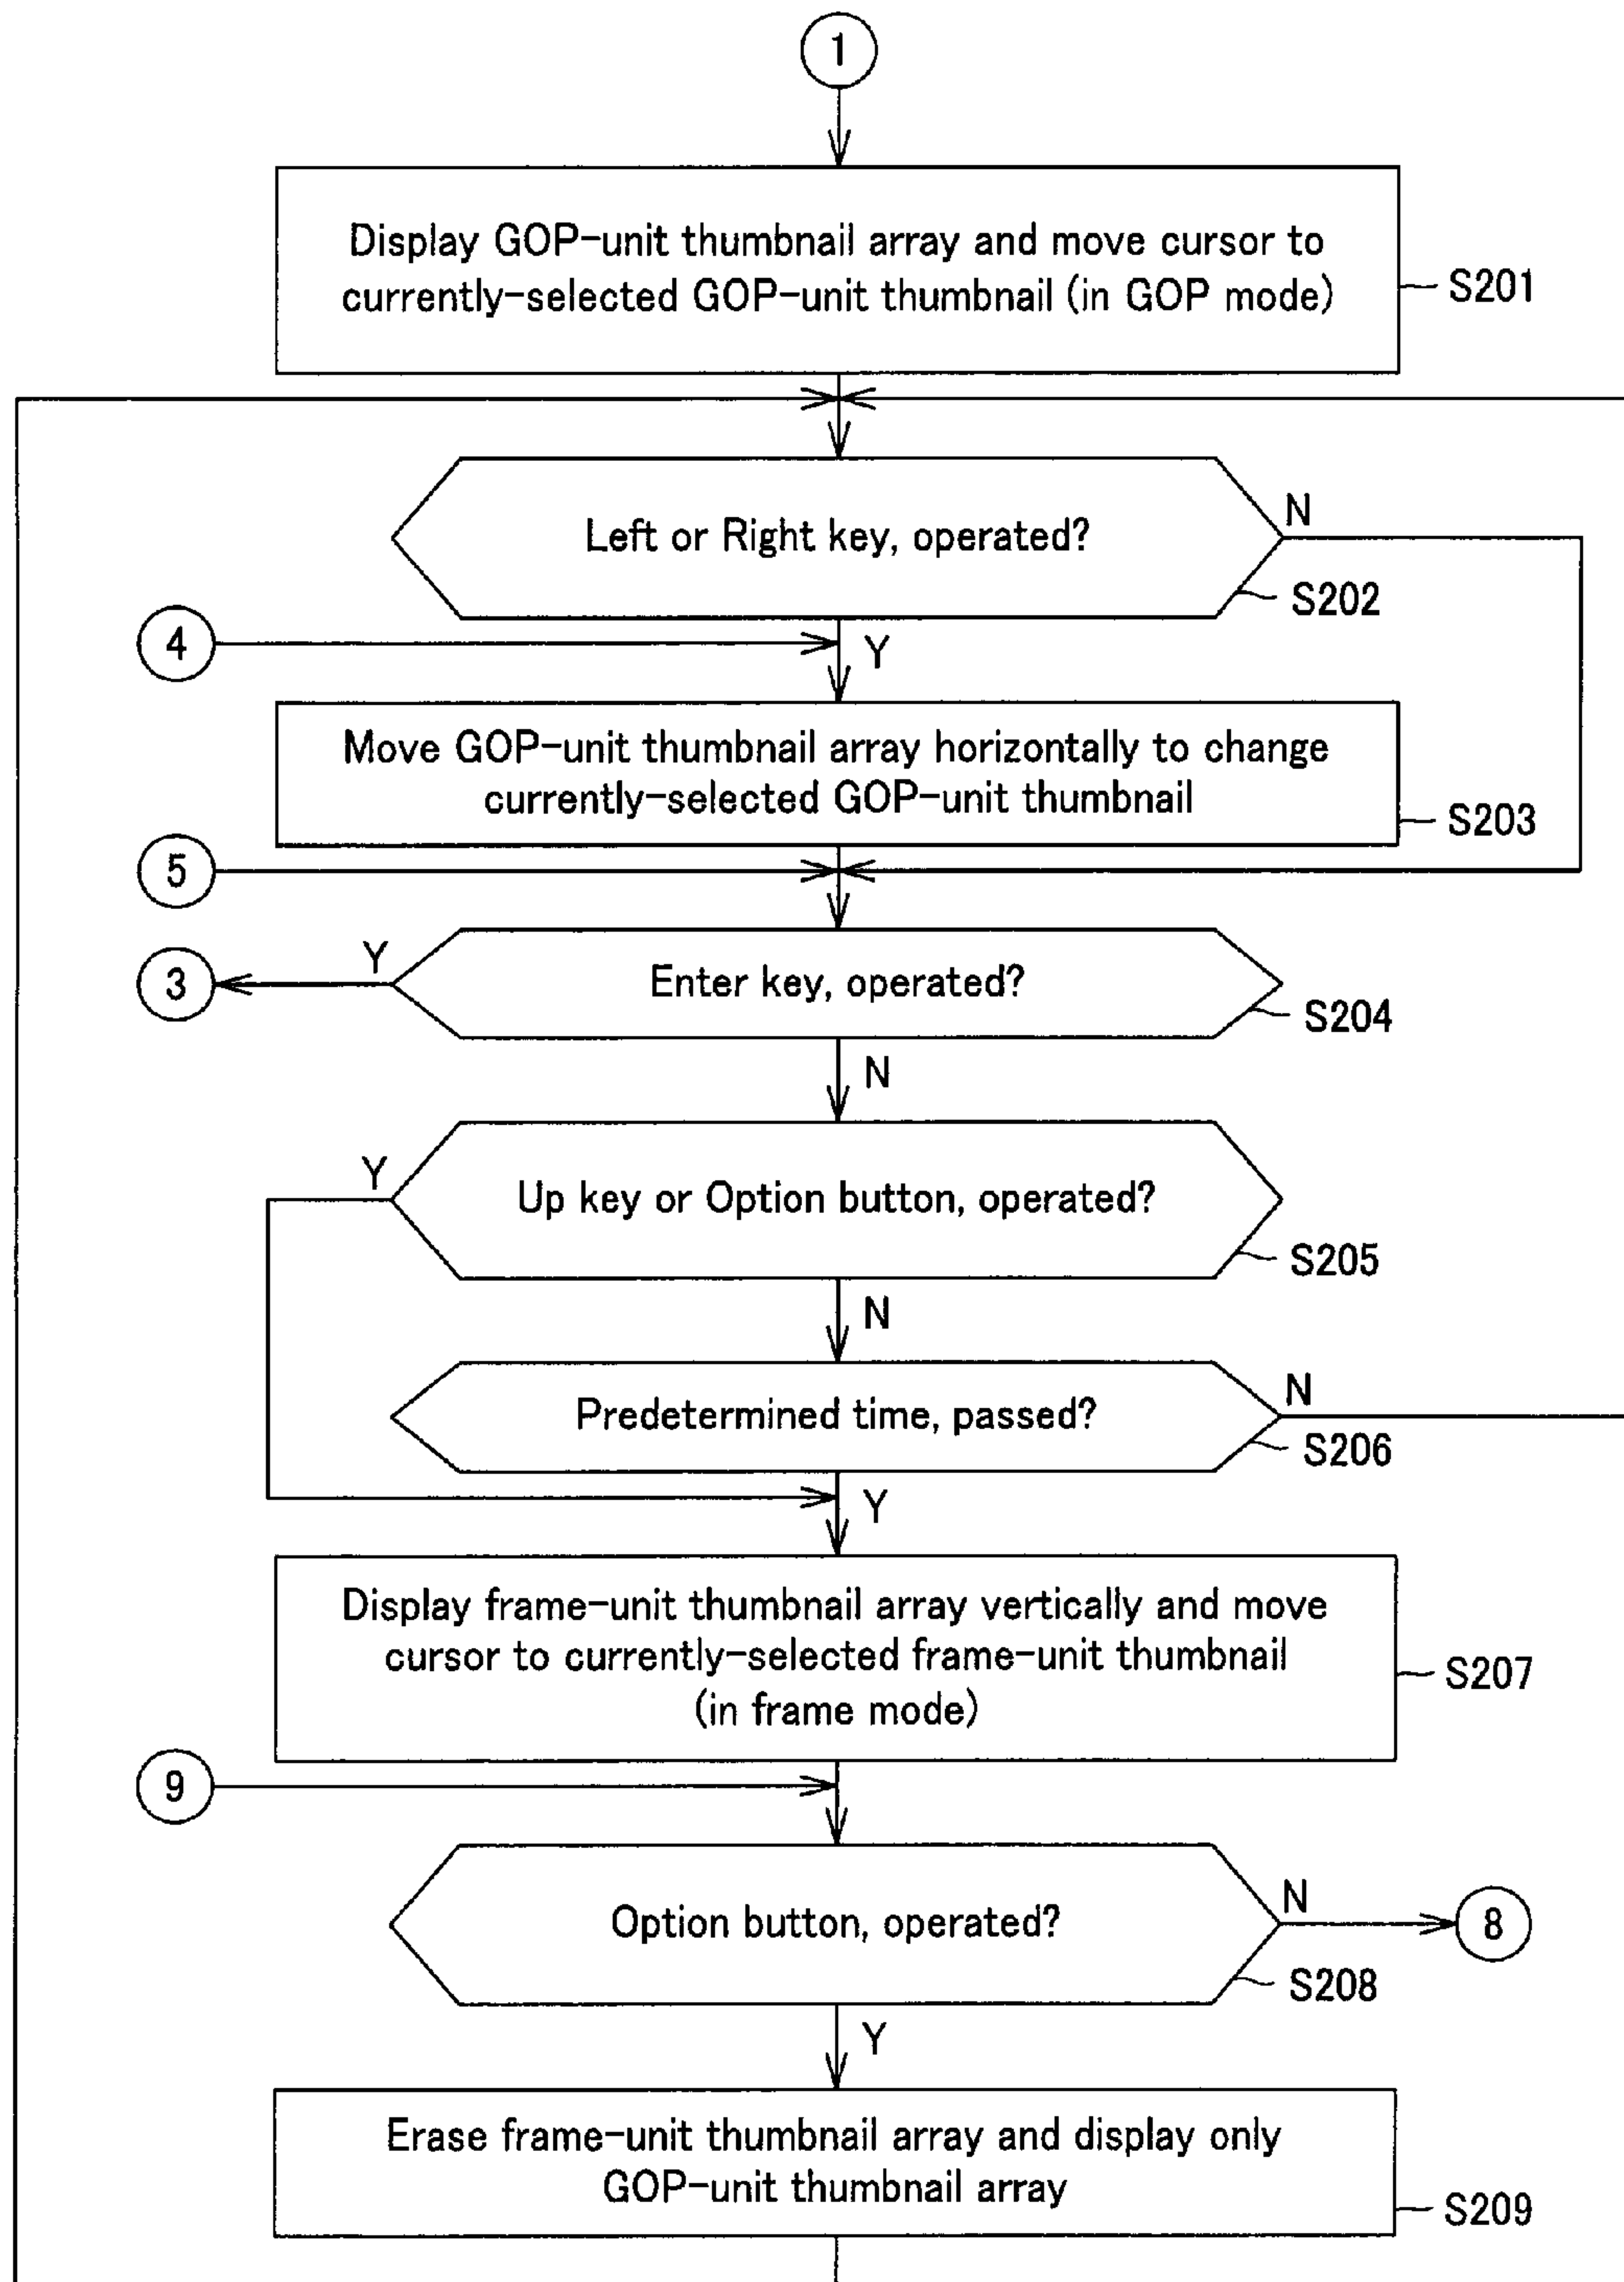 1
Display GOP-unit thumbnail array and move cursor to
currently-selected GOP-unit thumbnail (in GOP mode)
S201
Left or Right key, operated?
N
S202
4
Y
Move GOP-unit thumbnail array horizontally to change
currently-selected GOP-unit thumbnail
S203
5
3
Y
Enter key, operated?
S204
N
Y
Up key or Option button, operated?
S205
N
Predetermined time, passed?
N
S206
Y
Display frame-unit thumbnail array vertically and move
cursor to currently-selected frame-unit thumbnail
(in frame mode)
S207
9
Option button, operated?
N
8
S208
Y
Erase frame-unit thumbnail array and display only
GOP-unit thumbnail array
S209